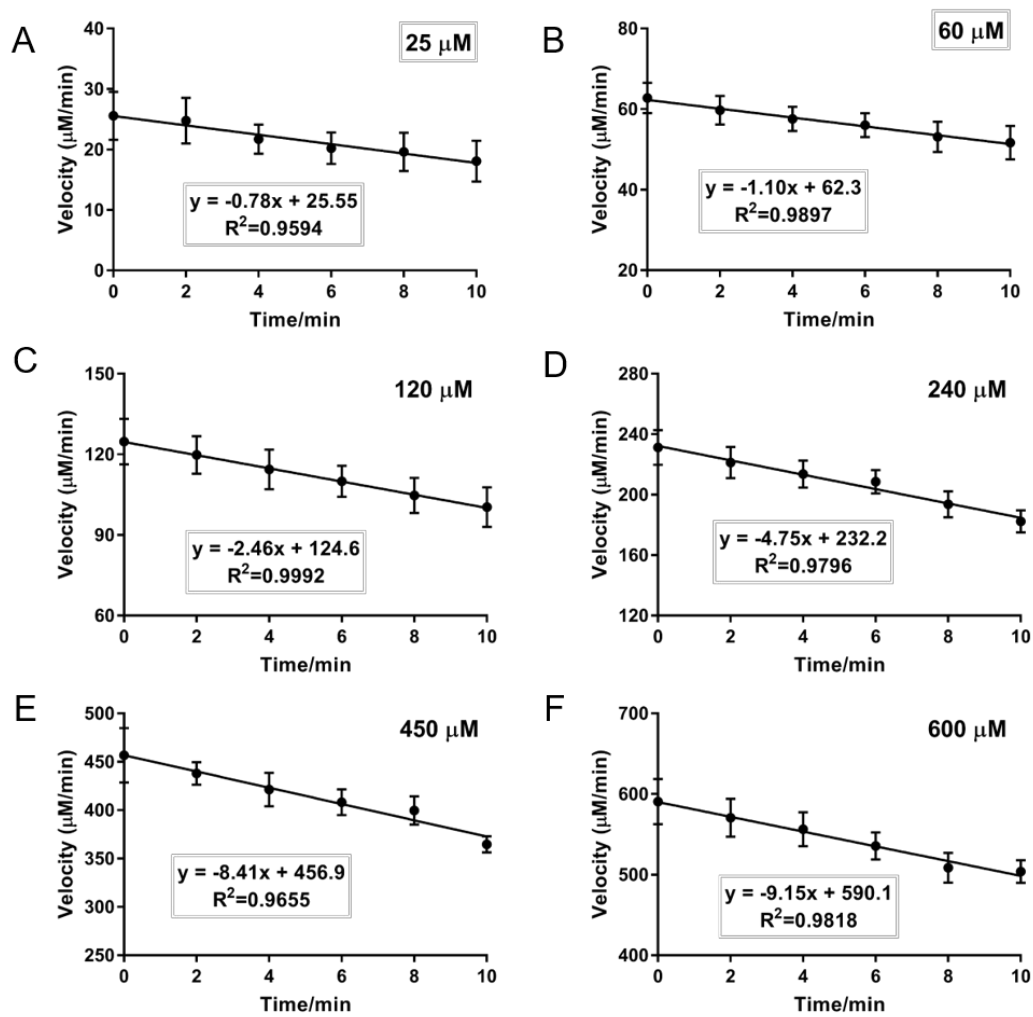 A
25 μM
Velocity (μM/min)
40
30
20
10
0
0 2 4 6 8 10
Time/min
y = -0.78x + 25.55
R²=0.9594
B
60 μM
Velocity (μM/min)
80
60
40
20
0 2 4 6 8 10
Time/min
y = -1.10x + 62.3
R²=0.9897
C
120 μM
Velocity (μM/min)
150
120
90
60
0 2 4 6 8 10
Time/min
y = -2.46x + 124.6
R²=0.9992
D
240 μM
Velocity (μM/min)
280
240
200
160
120
0 2 4 6 8 10
Time/min
y = -4.75x + 232.2
R²=0.9796
E
450 μM
Velocity (μM/min)
500
450
400
350
250
0 2 4 6 8 10
Time/min
y = -8.41x + 456.9
R²=0.9655
F
600 μM
Velocity (μM/min)
700
600
500
400
0 2 4 6 8 10
Time/min
y = -9.15x + 590.1
R²=0.9818